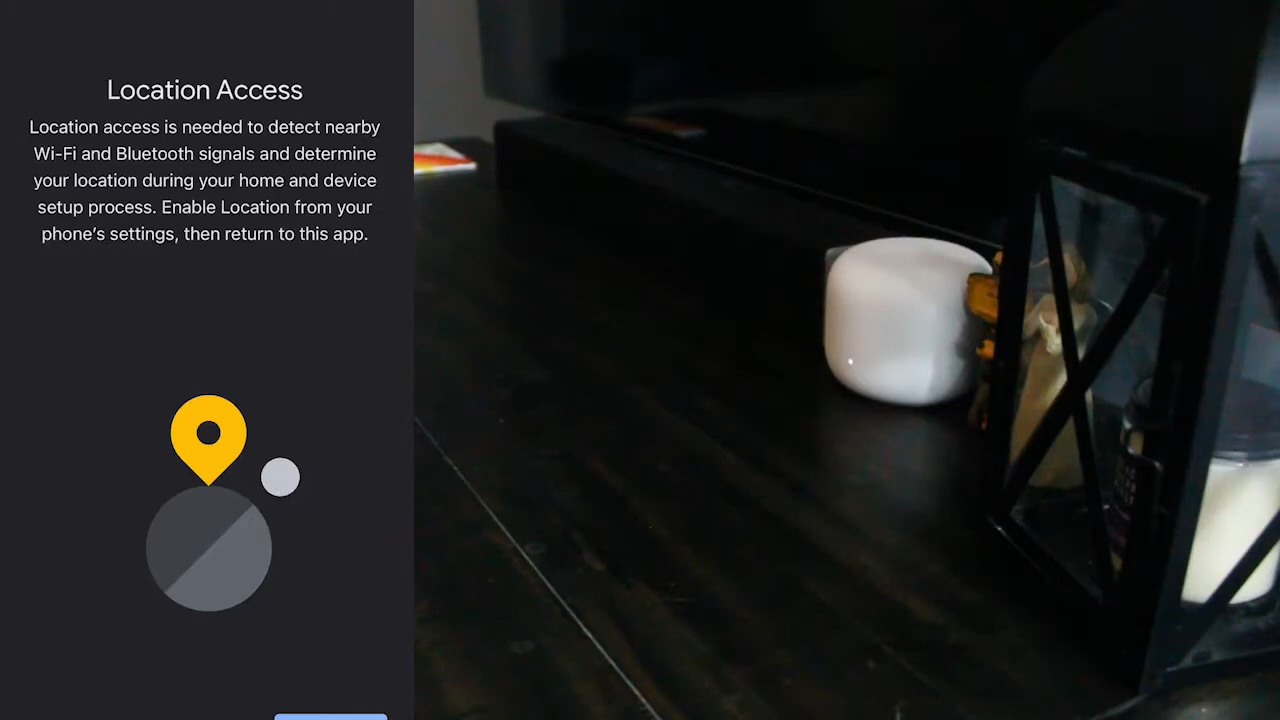 Location Access
Location access is needed to detect nearby
Wi-Fi and Bluetooth signals and determine
your location during your home and device
setup process. Enable Location from your
phone's settings, then return to this app.